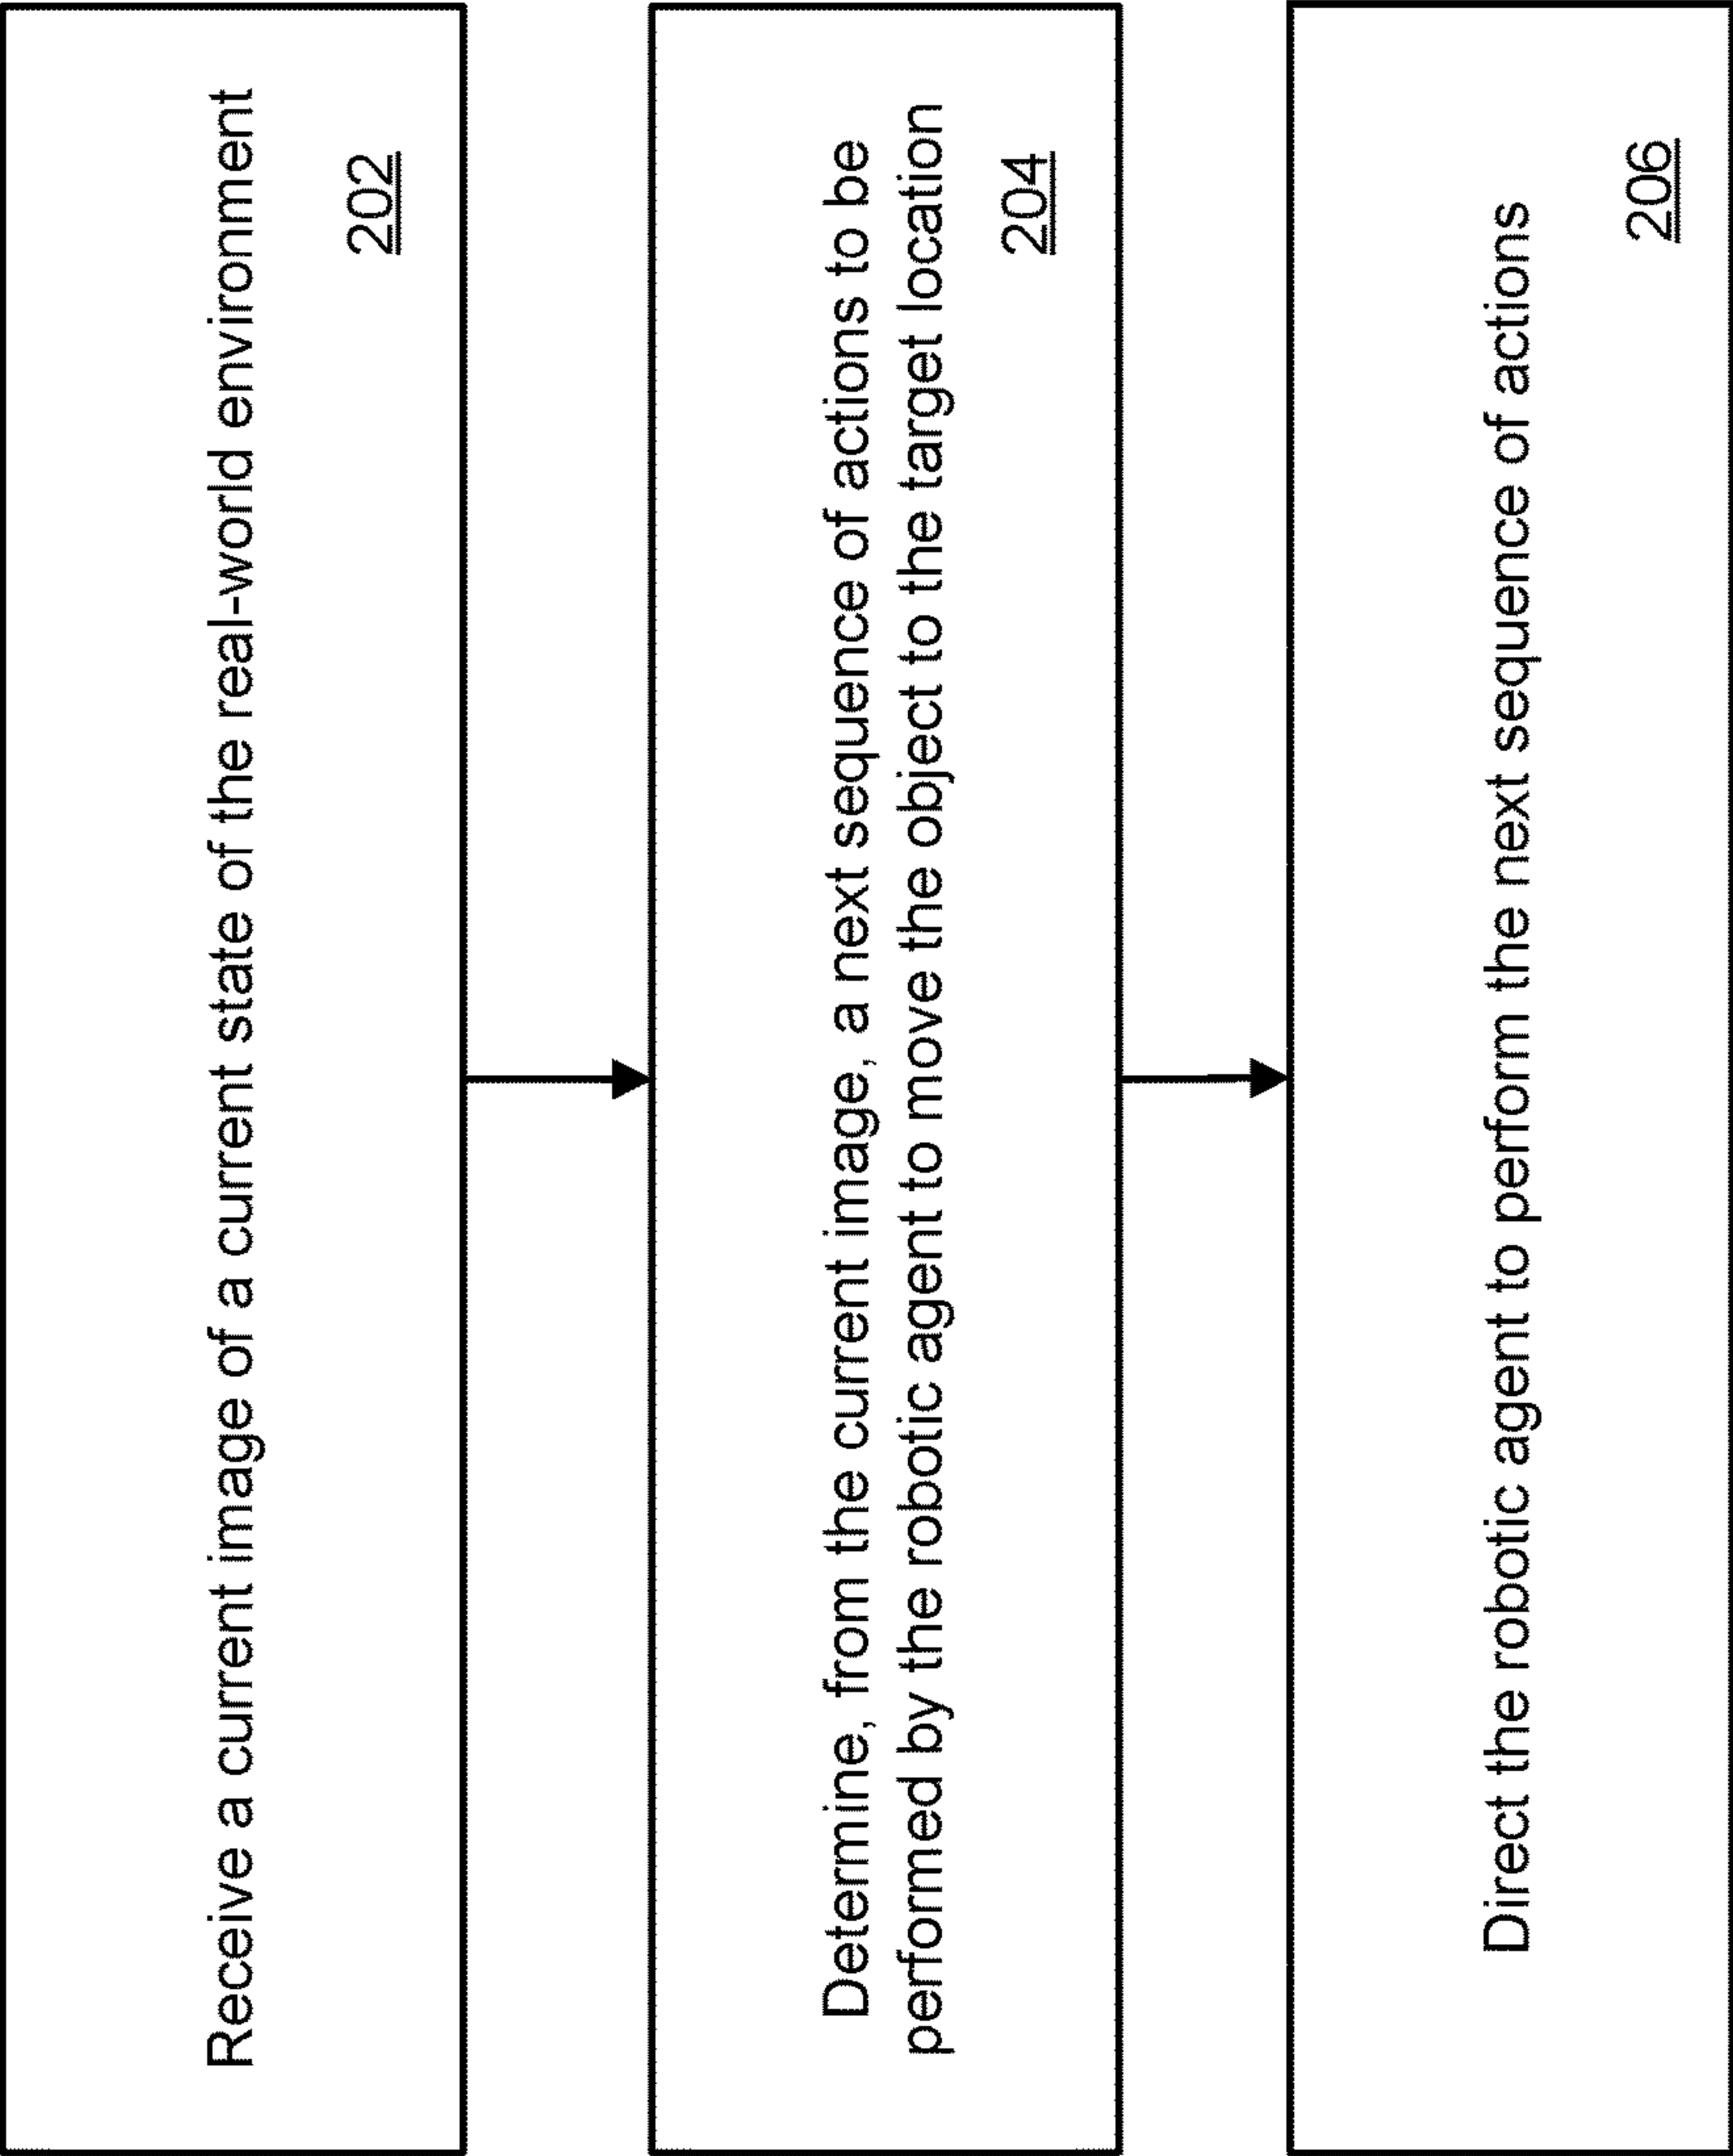 Receive a current image of a current state of the real-world environment
202
Determine, from the current image, a next sequence of actions to be
performed by the robotic agent to move the object to the target location
204
Direct the robotic agent to perform the next sequence of actions
206